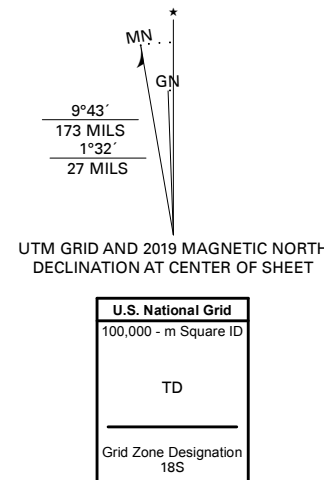 ★
MN
GN
9°43´
173 MILS
1°32´
27 MILS
UTM GRID AND 2019 MAGNETIC NORTH
DECLINATION AT CENTER OF SHEET
U.S. National Grid
100,000 - m Square ID
TD
Grid Zone Designation
18S